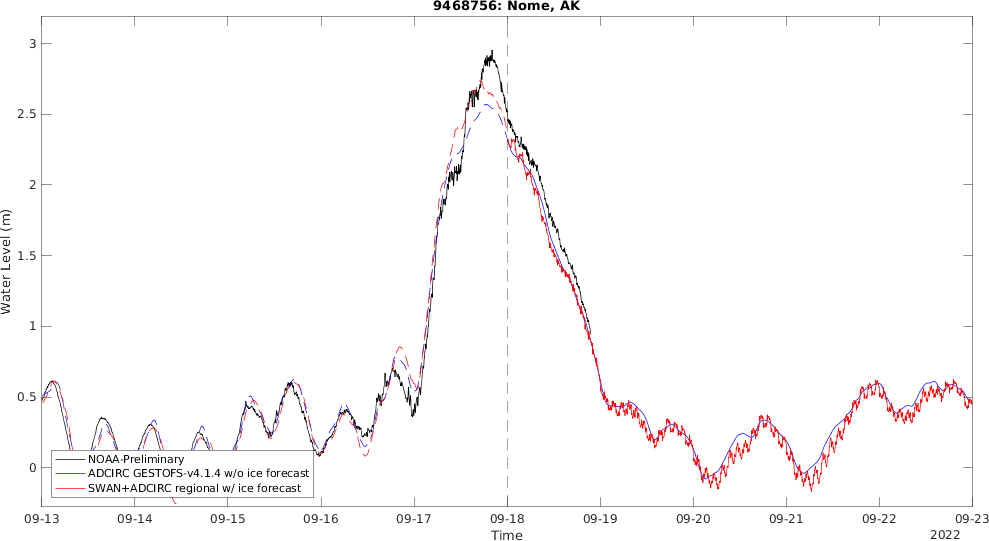 9468756: Nome, AK
Water Level (m)
3
2.5
2
1.5
1
0.5
0
NOAA-Preliminary
ADCIRC GESTOFS-v4.1.4 w/o ice forecast
SWAN+ADCIRC regional w/ ice forecast
09-13 09-14 09-15 09-16 09-17 09-18 09-19 09-20 09-21 09-22 09-23
Time
2022